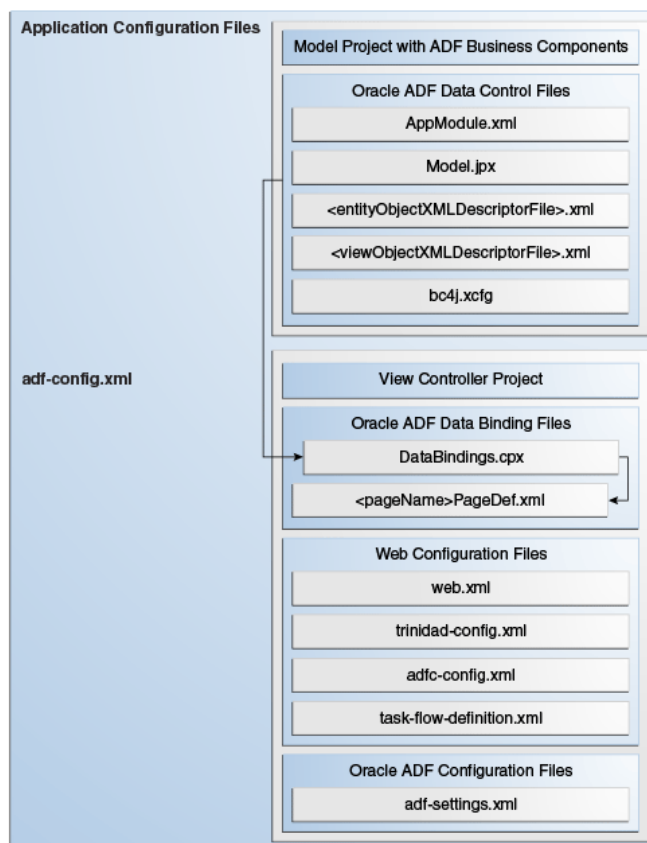 Application Configuration Files
Model Project with ADF Business Components
Oracle ADF Data Control Files
AppModule.xml
Model.jpx
<entityObjectXMLDescriptorFile>.xml
<viewObjectXMLDescriptorFile>.xml
bc4j.xcfg
adf-config.xml
View Controller Project
Oracle ADF Data Binding Files
DataBindings.cpx
<pageName>PageDef.xml
Web Configuration Files
web.xml
trinidad-config.xml
adfc-config.xml
task-flow-definition.xml
Oracle ADF Configuration Files
adf-settings.xml